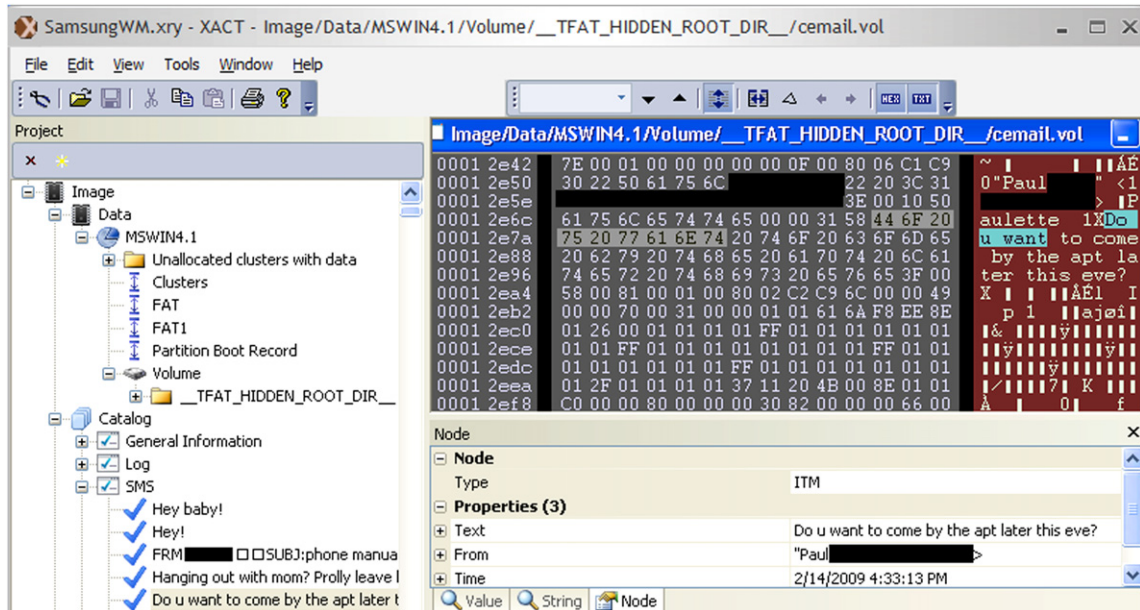 SamsungWM.xry - XACT - Image/Data/MSWIN4.1/Volume/__TFAT_HIDDEN_ROOT_DIR__/cemail.vol
File Edit View Tools Window Help
HEX TXT
Project
Image
Data
MSWIN4.1
Unallocated clusters with data
Clusters
FAT
FAT1
Partition Boot Record
Volume
__TFAT_HIDDEN_ROOT_DIR__
Catalog
General Information
Log
SMS
Hey baby!
Hey!
FRM □□SUBJ:phone manua
Hanging out with mom? Prolly leave l
Do u want to come by the apt later t
Image/Data/MSWIN4.1/Volume/__TFAT_HIDDEN_ROOT_DIR__/cemail.vol
0001 2e42 7E 00 01 00 00 00 00 00 0F 00 80 06 C1 C9 ~ ÁÉ
0001 2e50 30 22 50 61 75 6C 22 20 3C 31 0"Paul " <1
0001 2e5e 3E 00 10 50 > P
0001 2e6c 61 75 6C 65 74 74 65 00 00 31 58 44 6F 20 aulette 1XDo
0001 2e7a 75 20 77 61 6E 74 20 74 6F 20 63 6F 6D 65 u want to come
0001 2e88 20 62 79 20 74 68 65 20 61 70 74 20 6C 61 by the apt la
0001 2e96 74 65 72 20 74 68 69 73 20 65 76 65 3F 00 ter this eve?
0001 2ea4 58 00 81 00 01 00 80 02 C2 C9 6C 00 00 49 X ÂÉl I
0001 2eb2 00 00 70 00 31 00 00 01 01 61 6A F8 EE 8E p 1 ajøî
0001 2ec0 01 26 00 01 01 01 01 FF 01 01 01 01 01 01 & ÿ
0001 2ece 01 01 FF 01 01 01 01 01 01 01 01 FF 01 01 ÿ ÿ
0001 2edc 01 01 01 01 01 01 FF 01 01 01 01 01 01 01 ÿ
0001 2eea 01 2F 01 01 01 01 37 11 20 4B 01 8E 01 01 / 7 K
0001 2ef8 C0 00 00 80 00 00 00 30 82 00 00 00 66 00 À 0 f
Node
Node
Type ITM
Properties (3)
Text Do u want to come by the apt later this eve?
From "Paul >
Time 2/14/2009 4:33:13 PM
Value String Node